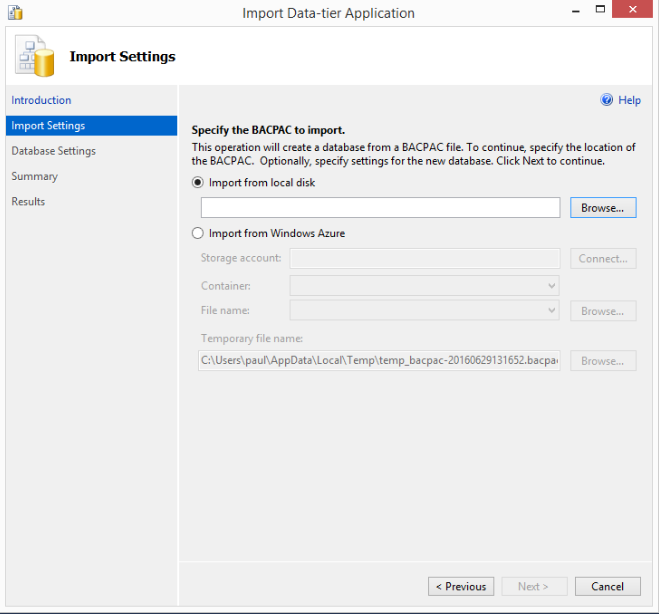 Import Data-tier Application
Import Settings
Introduction
Import Settings
Database Settings
Summary
Results
Help
Specify the BACPAC to import.
This operation will create a database from a BACPAC file. To continue, specify the location of
the BACPAC. Optionally, specify settings for the new database. Click Next to continue.
Import from local disk
Browse...
Import from Windows Azure
Storage account:
Connect...
Container:
File name:
Browse...
Temporary file name:
C:\Users\paul\AppData\Local\Temp\temp_bacpac-20160629131652.bacpac
Browse...
< Previous
Next >
Cancel